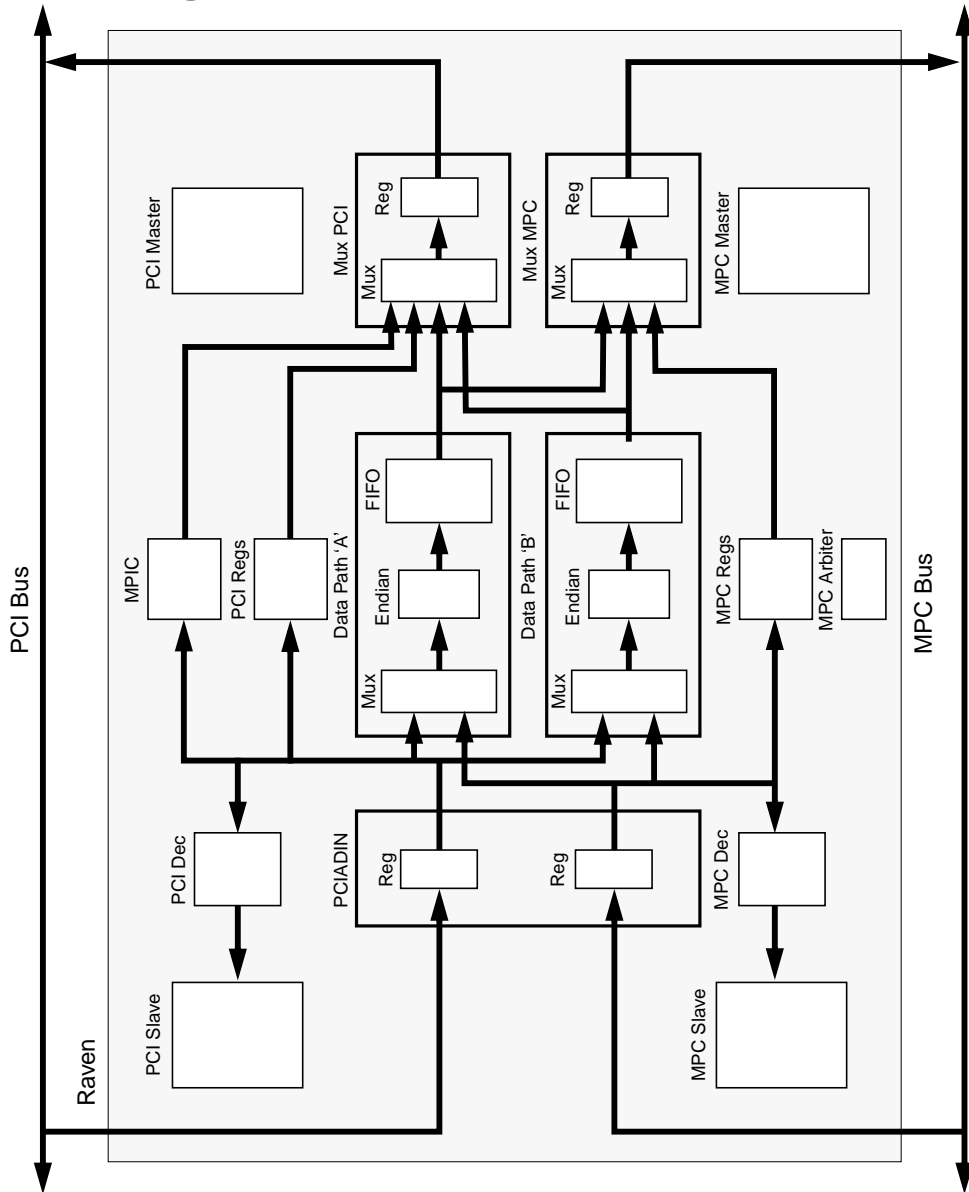 PCI Bus
Raven
PCI Slave
PCI Dec
MPIC
PCI Master
PCI Regs
PCIADIN
Reg
Data Path ‘A’
Mux
Endian
FIFO
Mux PCI
Mux
Reg
Reg
Data Path ‘B’
Mux
Endian
FIFO
Mux MPC
Mux
Reg
MPC Slave
MPC Dec
MPC Regs
MPC Master
MPC Arbiter
MPC Bus